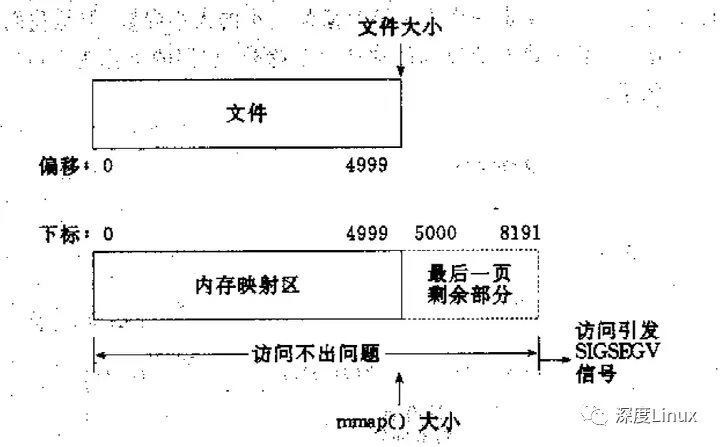 文件大小
文件
偏移: 0 4999
下标: 0 4999 5000 8191
内存映射区
最后一页
剩余部分
访问不出问题
访问引发
SIGSEGV
信号
mmap() 大小
深度Linux